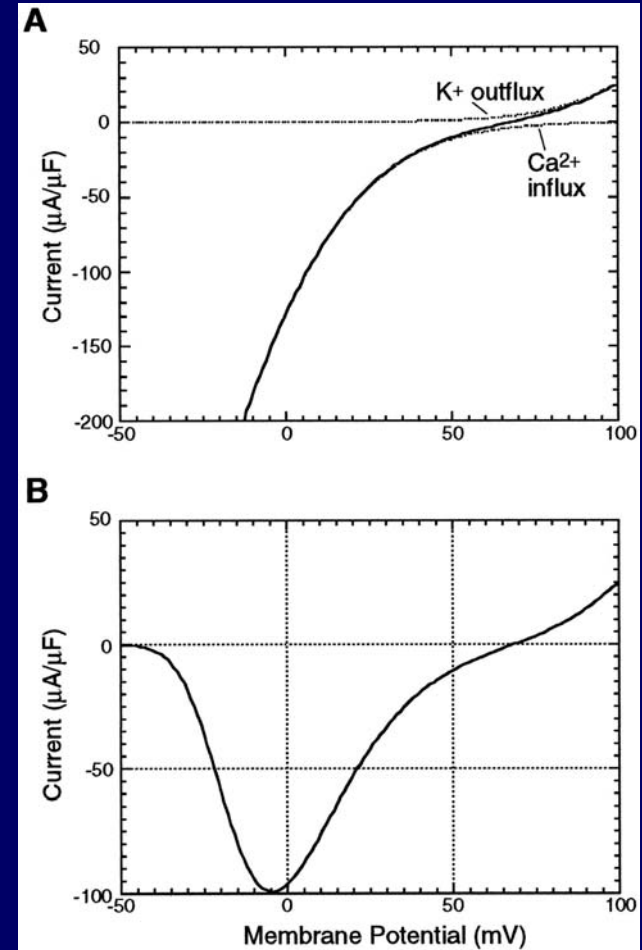 A
50
0
-50
-100
-150
-200
Current (μA/μF)
K+ outflux
Ca2+
influx
-50 0 50 100
B
50
0
-50
-100
Current (μA/μF)
-50 0 50 100
Membrane Potential (mV)